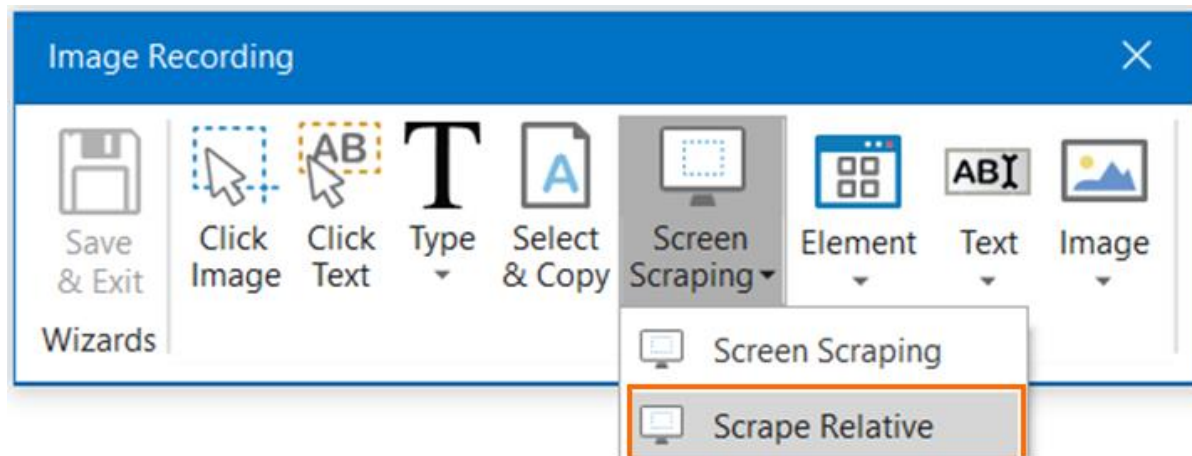 Image Recording
AB
T
A
ABI
Save
& Exit
Click
Image
Click
Text
Type
Select
& Copy
Screen
Scraping
Element
Text
Image
Wizards
Screen Scraping
Scrape Relative